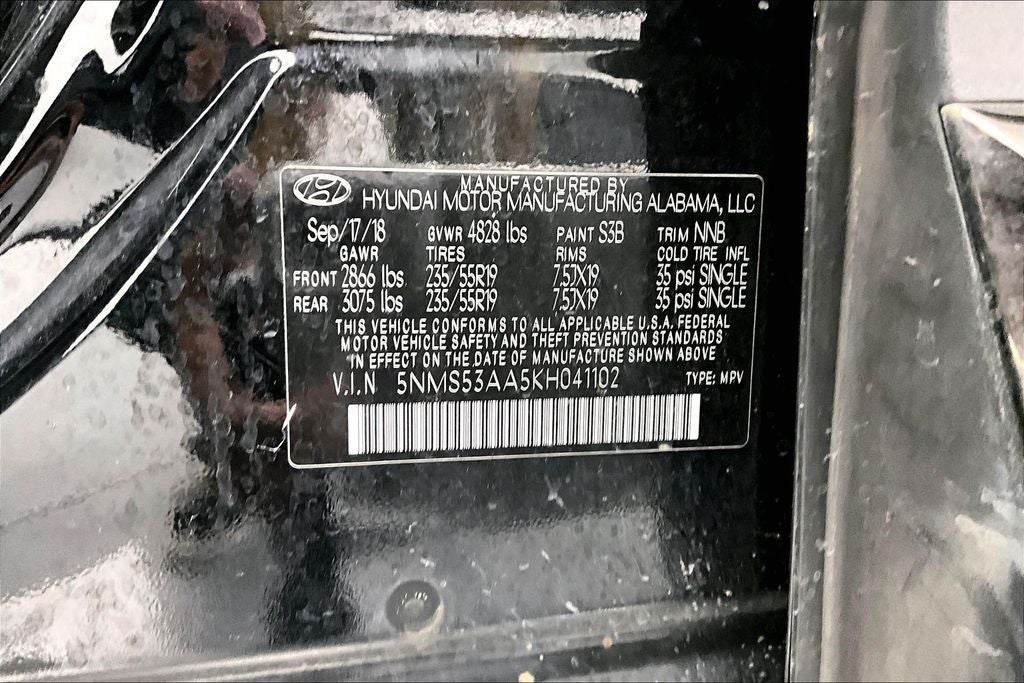 MANUFACTURED BY
HYUNDAI MOTOR MANUFACTURING ALABAMA, LLC
Sep/17/18 GVWR 4828 lbs PAINT S3B TRIM NNB
GAWR TIRES RIMS COLD TIRE INFL
FRONT 2866 lbs 235/55R19 7.5JX19 35 psi SINGLE
REAR 3075 lbs 235/55R19 7.5JX19 35 psi SINGLE
THIS VEHICLE CONFORMS TO ALL APPLICABLE U.S.A. FEDERAL
MOTOR VEHICLE SAFETY AND THEFT PREVENTION STANDARDS
IN EFFECT ON THE DATE OF MANUFACTURE SHOWN ABOVE
V.I.N 5NMS53AA5KH041102 TYPE: MPV